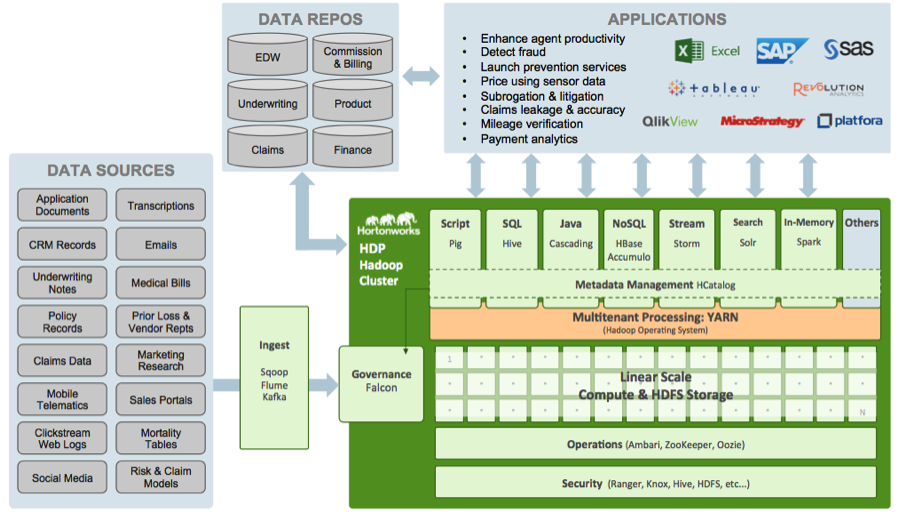 DATA REPOS
EDW
Commission
& Billing
Underwriting
Product
Claims
Finance
APPLICATIONS
• Enhance agent productivity
• Detect fraud
• Launch prevention services
• Price using sensor data
• Subrogation & litigation
• Claims leakage & accuracy
• Mileage verification
• Payment analytics
Excel
SAP
sas
+ableau
SOFTWARE
REVOLUTION
ANALYTICS
QlikView
MicroStrategy
platfora
DATA SOURCES
Application
Documents
Transcriptions
CRM Records
Emails
Underwriting
Notes
Medical Bills
Policy
Records
Prior Loss &
Vendor Repts
Claims Data
Marketing
Research
Mobile
Telematics
Sales Portals
Clickstream
Web Logs
Mortality
Tables
Social Media
Risk & Claim
Models
Ingest
Sqoop
Flume
Kafka
Hortonworks
HDP
Hadoop
Cluster
Governance
Falcon
Script
Pig
SQL
Hive
Java
Cascading
NoSQL
HBase
Accumulo
Stream
Storm
Search
Solr
In-Memory
Spark
Others
Metadata Management HCatalog
Multitenant Processing: YARN
(Hadoop Operating System)
1
Linear Scale
Compute & HDFS Storage
N
Operations (Ambari, ZooKeeper, Oozie)
Security (Ranger, Knox, Hive, HDFS, etc...)